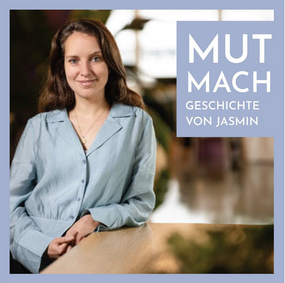 MUT
MACH
GESCHICHTE
VON JASMIN